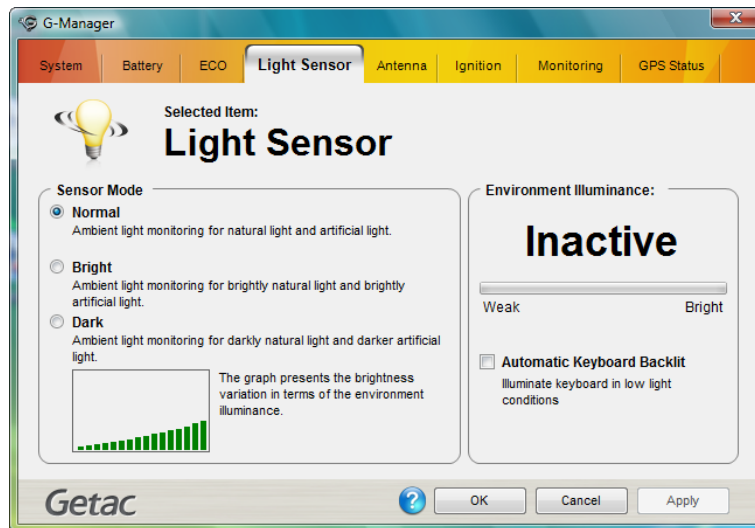 G-Manager
System Battery ECO Light Sensor Antenna Ignition Monitoring GPS Status
Selected Item:
Light Sensor
Sensor Mode
Normal
Ambient light monitoring for natural light and artificial light.
Bright
Ambient light monitoring for brightly natural light and brightly
artificial light.
Dark
Ambient light monitoring for darkly natural light and darker artificial
light.
The graph presents the brightness
variation in terms of the environment
illuminance.
Environment Illuminance:
Inactive
Weak Bright
Automatic Keyboard Backlit
Illuminate keyboard in low light
conditions
Getac
? OK Cancel Apply